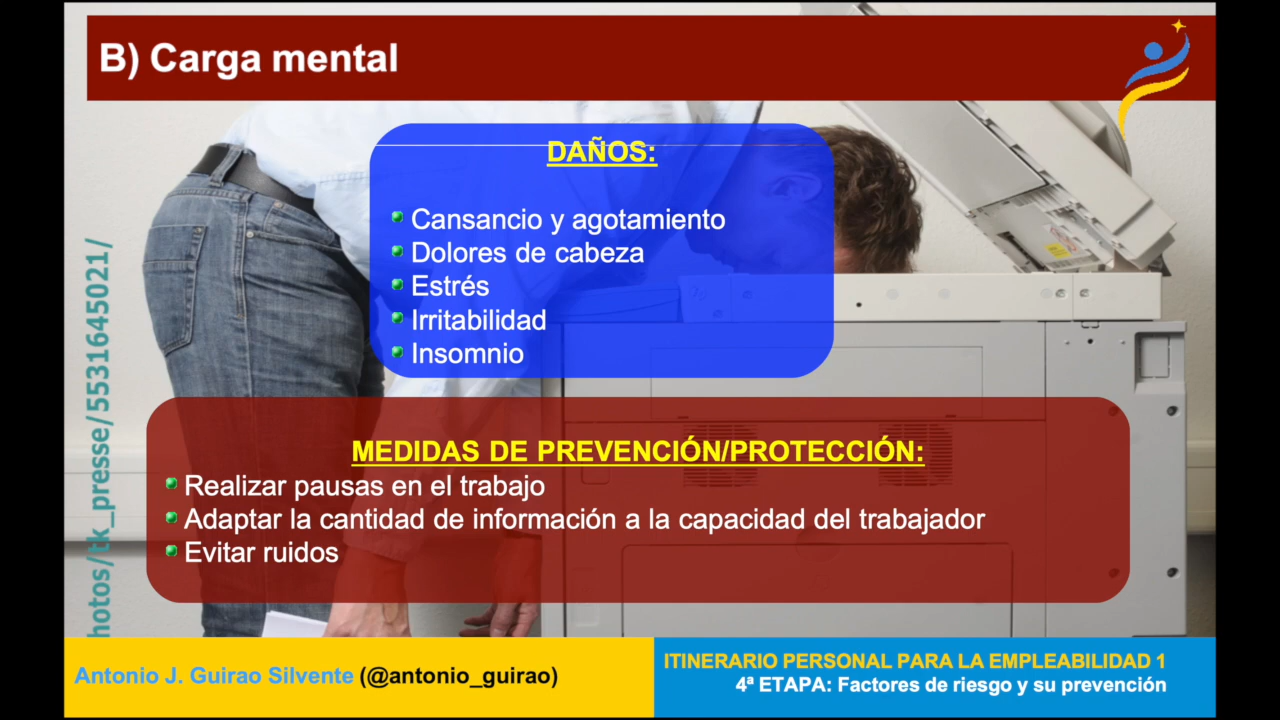 B) Carga mental
DAÑOS:
Cansancio y agotamiento
Dolores de cabeza
Estrés
Irritabilidad
Insomnio
MEDIDAS DE PREVENCIÓN/PROTECCIÓN:
Realizar pausas en el trabajo
Adaptar la cantidad de información a la capacidad del trabajador
Evitar ruidos
hotos/tk_presse/5531645021/
Antonio J. Guirao Silvente (@antonio_guirao)
ITINERARIO PERSONAL PARA LA EMPLEABILIDAD 1
4ª ETAPA: Factores de riesgo y su prevención